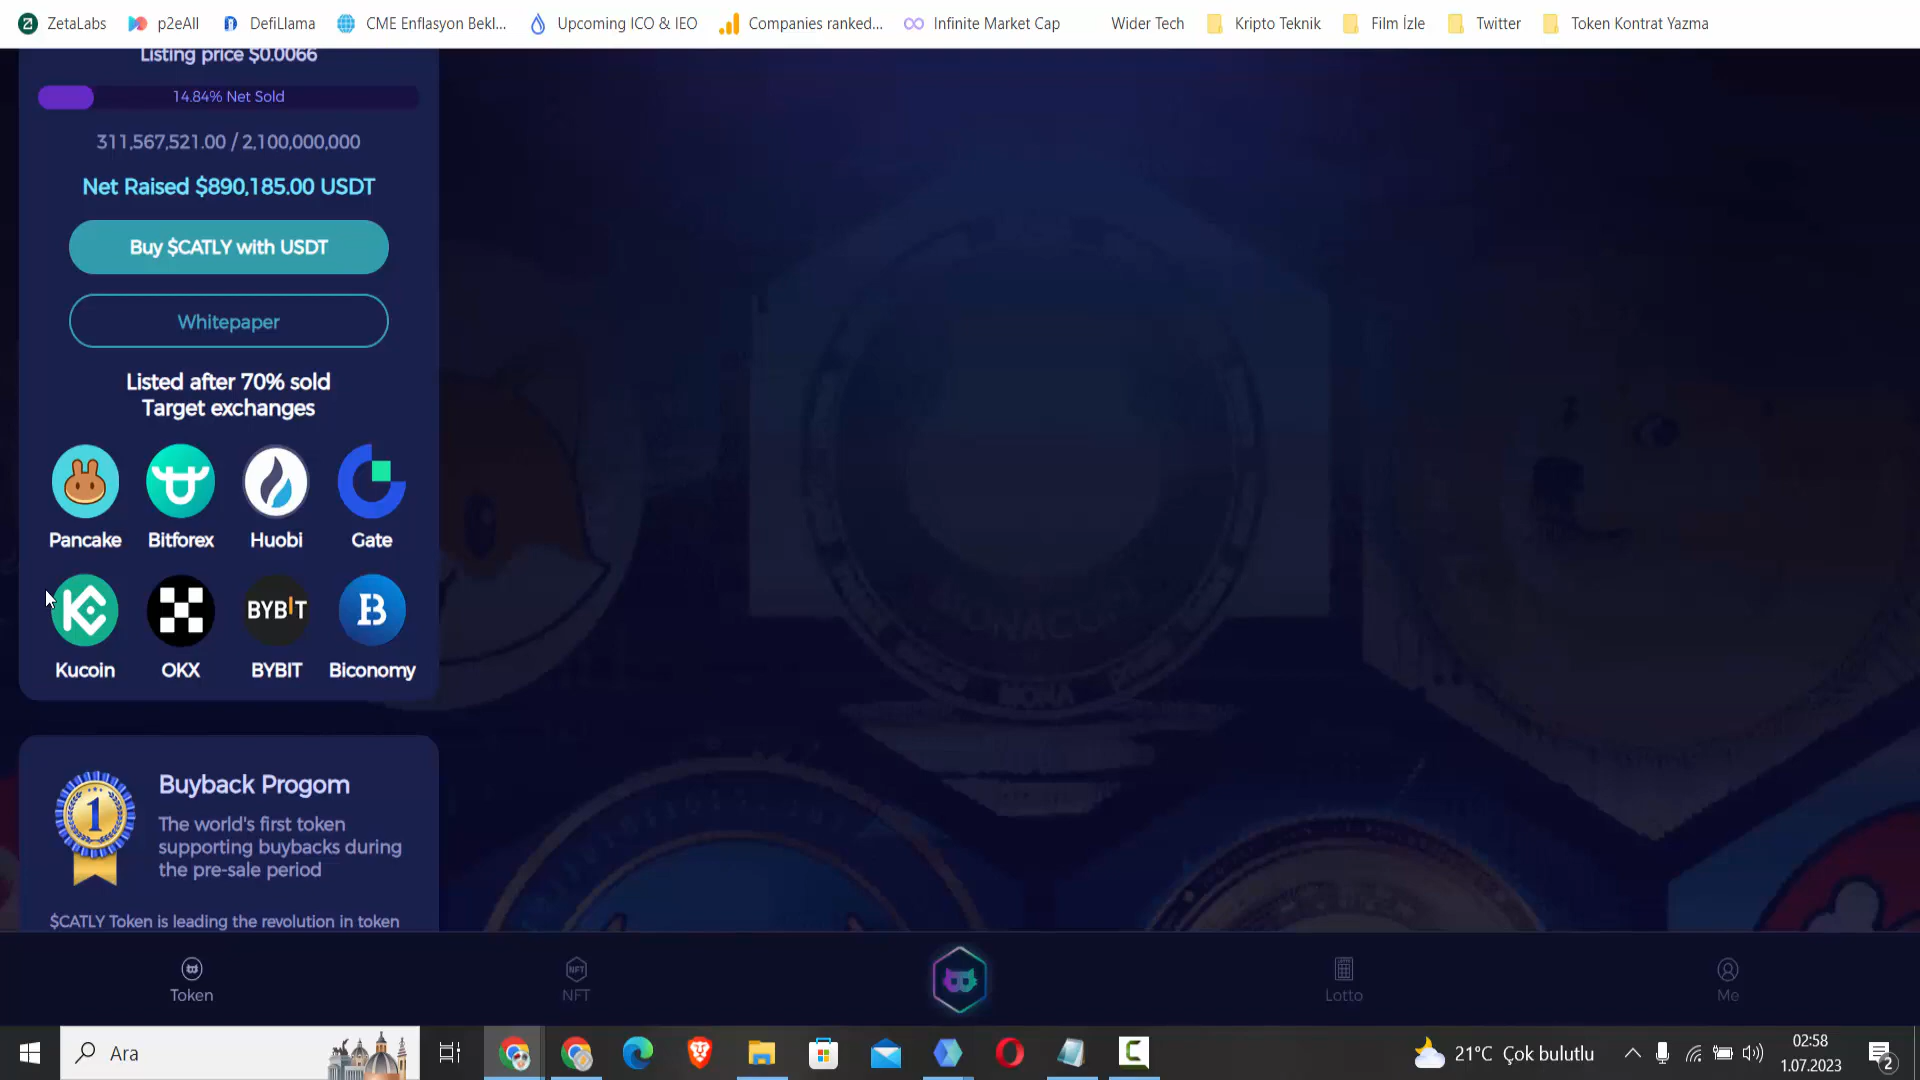 ZetaLabs p2eAll DefiLlama CME Enflasyon Bekl... Upcoming ICO & IEO Companies ranked... Infinite Market Cap Wider Tech Kripto Teknik Film İzle Twitter Token Kontrat Yazma
Listing price $0.0066
14.84% Net Sold
311,567,521.00 / 2,100,000,000
Net Raised $890,185.00 USDT
Buy $CATLY with USDT
Whitepaper
Listed after 70% sold
Target exchanges
Pancake Bitforex Huobi Gate
BYBIT
Kucoin OKX BYBIT Biconomy
MONA
1
Buyback Progom
The world's first token
supporting buybacks during
the pre-sale period
$CATLY Token is leading the revolution in token
NFT
Token NFT Lotto Me
Ara
21°C Çok bulutlu
02:58
1.07.2023
2